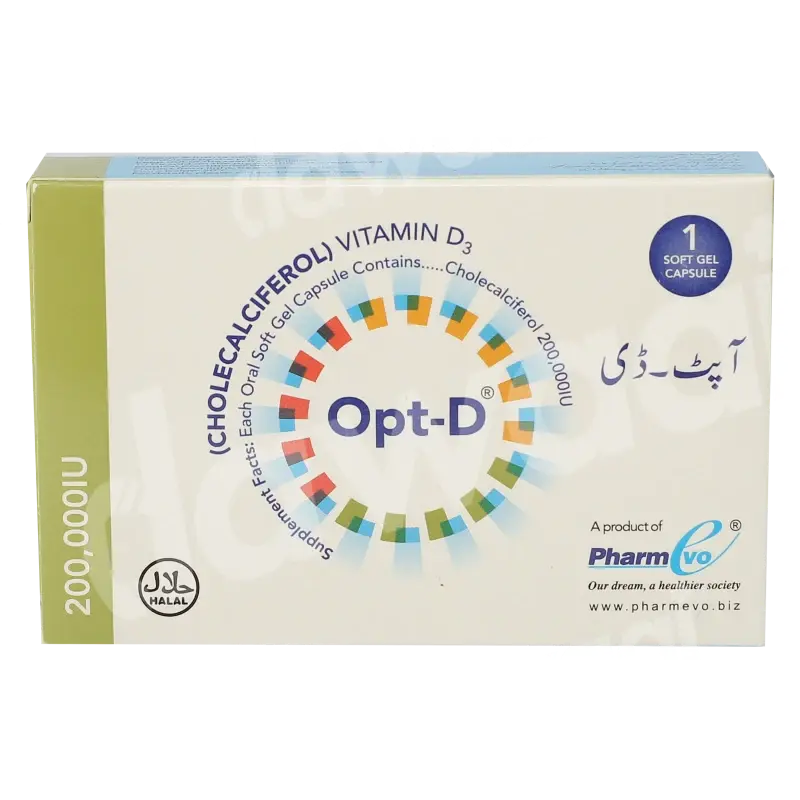 (CHOLECALCIFEROL) VITAMIN D3
Supplement Facts: Each Oral Soft Gel Capsule Contains.....Cholecalciferol 200,000IU
Opt-D®
1
SOFT GEL
CAPSULE
آپٹ-ڈی
200,000IU
حلال
HALAL
A product of
Pharmevo®
Our dream, a healthier society
www.pharmevo.biz
dawaai